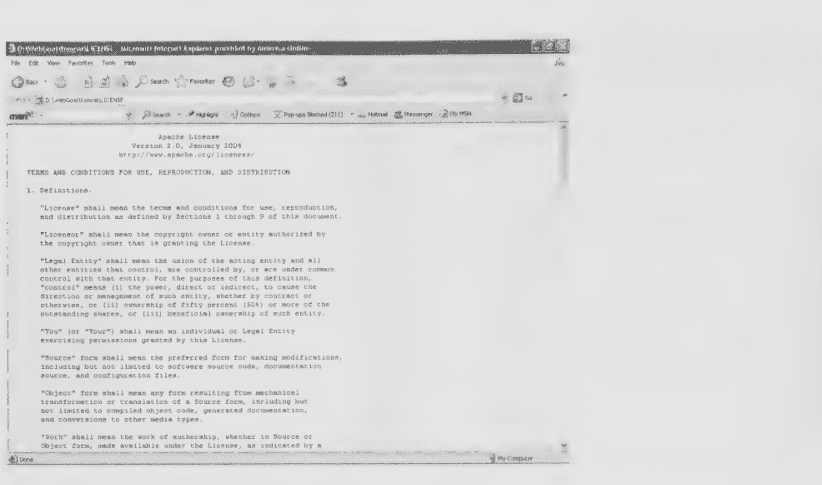 Microsoft Internet Explorer provided by America Online
File Edit View Favorites Tools Help
Back Search Favorites
Go
Search Highlight Options Pop-ups Blocked (211) Hotmail Messenger My MSN
Apache License
Version 2.0, January 2004
http://www.apache.org/licenses/
TERMS AND CONDITIONS FOR USE, REPRODUCTION, AND DISTRIBUTION
1. Definitions.
"License" shall mean the terms and conditions for use, reproduction,
and distribution as defined by Sections 1 through 9 of this document.
"Licensor" shall mean the copyright owner or entity authorized by
the copyright owner that is granting the License.
"Legal Entity" shall mean the union of the acting entity and all
other entities that control, are controlled by, or are under common
control with that entity. For the purposes of this definition,
"control" means (i) the power, direct or indirect, to cause the
direction or management of such entity, whether by contract or
otherwise, or (ii) ownership of fifty percent (50%) or more of the
outstanding shares, or (iii) beneficial ownership of such entity.
"You" (or "Your") shall mean an individual or Legal Entity
exercising permissions granted by this License.
"Source" form shall mean the preferred form for making modifications,
including but not limited to software source code, documentation
source, and configuration files.
"Object" form shall mean any form resulting from mechanical
transformation or translation of a Source form, including but
not limited to compiled object code, generated documentation,
and conversions to other media types.
"Work" shall mean the work of authorship, whether in Source or
Object form, made available under the License, as indicated by a
Done My Computer